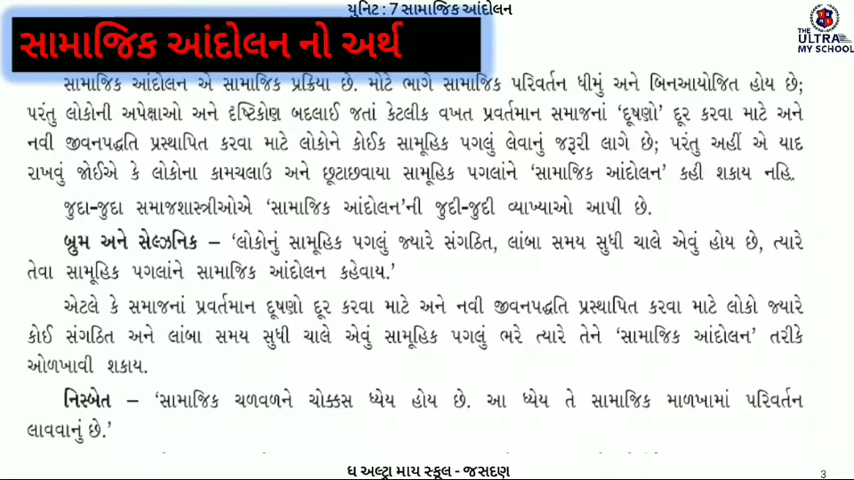 યુનિટ : 7 સામાજિક આંદોલન
THE
ULTRA
MY SCHOOL
સામાજિક આંદોલન નો અર્થ
સામાજિક આંદોલન એ સામાજિક પ્રક્રિયા છે. મોટે ભાગે સામાજિક પરિવર્તન ધીમું અને બિનઆયોજિત હોય છે;
પરંતુ લોકોની અપેક્ષાઓ અને દૃષ્ટિકોણ બદલાઈ જતાં કેટલીક વખત પ્રવર્તમાન સમાજનાં ‘દૂષણો’ દૂર કરવા માટે અને
નવી જીવનપદ્ધતિ પ્રસ્થાપિત કરવા માટે લોકોને કોઈક સામૂહિક પગલું લેવાનું જરૂરી લાગે છે; પરંતુ અહીં એ યાદ
રાખવું જોઈએ કે લોકોના કામચલાઉ અને છૂટાછવાયા સામૂહિક પગલાંને ‘સામાજિક આંદોલન’ કહી શકાય નહિ.
જુદા-જુદા સમાજશાસ્ત્રીઓએ ‘સામાજિક આંદોલન’ની જુદી-જુદી વ્યાખ્યાઓ આપી છે.
બ્રુમ અને સેલ્ઝનિક – ‘લોકોનું સામૂહિક પગલું જ્યારે સંગઠિત, લાંબા સમય સુધી ચાલે એવું હોય છે, ત્યારે
તેવા સામૂહિક પગલાંને સામાજિક આંદોલન કહેવાય.’
એટલે કે સમાજનાં પ્રવર્તમાન દૂષણો દૂર કરવા માટે અને નવી જીવનપદ્ધતિ પ્રસ્થાપિત કરવા માટે લોકો જ્યારે
કોઈ સંગઠિત અને લાંબા સમય સુધી ચાલે એવું સામૂહિક પગલું ભરે ત્યારે તેને ‘સામાજિક આંદોલન’ તરીકે
ઓળખાવી શકાય.
નિસ્બેત – ‘સામાજિક ચળવળને ચોક્કસ ધ્યેય હોય છે. આ ધ્યેય તે સામાજિક માળખામાં પરિવર્તન
લાવવાનું છે.’
ધ અલ્ટ્રા માય સ્કૂલ - જસદણ
3